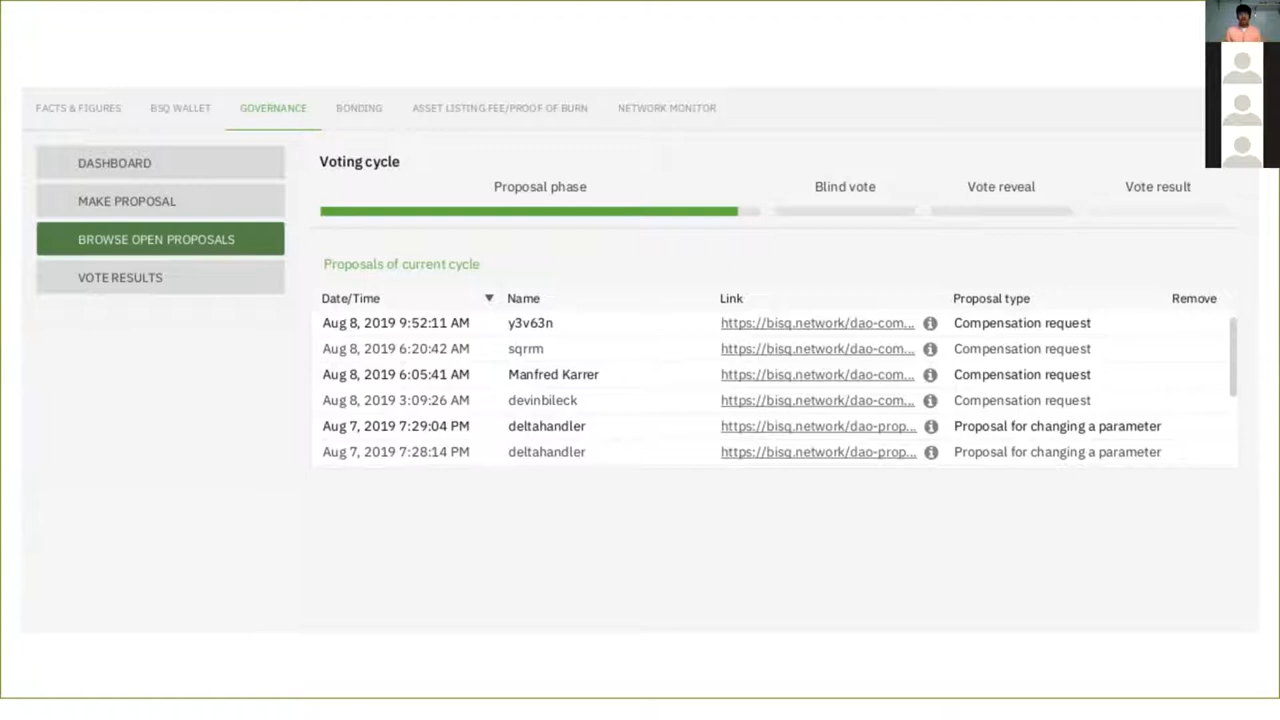 FACTS & FIGURES BSQ WALLET GOVERNANCE BONDING ASSET LISTING FEE/PROOF OF BURN NETWORK MONITOR
DASHBOARD
MAKE PROPOSAL
BROWSE OPEN PROPOSALS
VOTE RESULTS
Voting cycle
Proposal phase Blind vote Vote reveal Vote result
Proposals of current cycle
Date/Time Name Link Proposal type Remove
Aug 8, 2019 9:52:11 AM y3v63n https://bisq.network/dao-com... Compensation request
Aug 8, 2019 6:20:42 AM sqrrm https://bisq.network/dao-com... Compensation request
Aug 8, 2019 6:05:41 AM Manfred Karrer https://bisq.network/dao-com... Compensation request
Aug 8, 2019 3:09:26 AM devinbileck https://bisq.network/dao-com... Compensation request
Aug 7, 2019 7:29:04 PM deltahandler https://bisq.network/dao-prop... Proposal for changing a parameter
Aug 7, 2019 7:28:14 PM deltahandler https://bisq.network/dao-prop... Proposal for changing a parameter